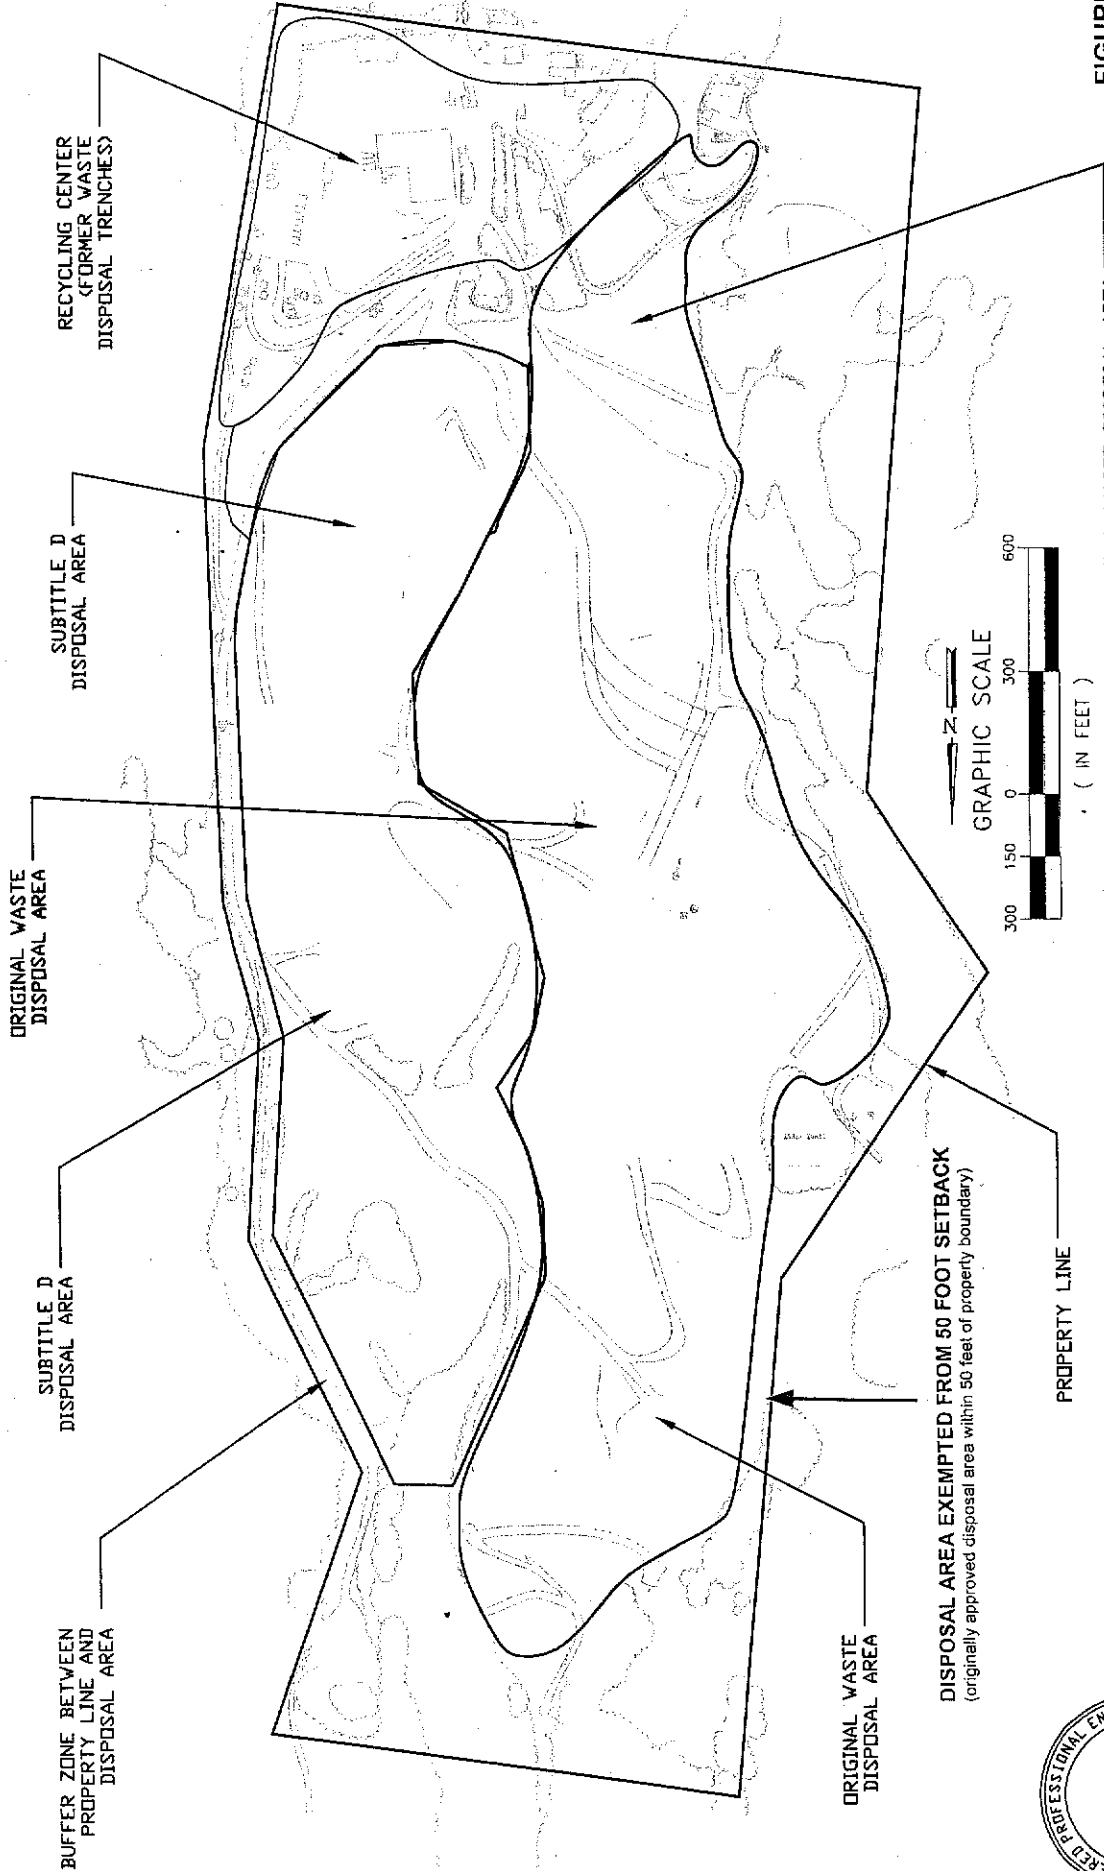 BUFFER ZONE BETWEEN
PROPERTY LINE AND
DISPOSAL AREA
SUBTITLE D
DISPOSAL AREA
ORIGINAL WASTE
DISPOSAL AREA
SUBTITLE D
DISPOSAL AREA
RECYCLING CENTER
(FORMER WASTE
DISPOSAL TRENCHES)
ORIGINAL WASTE
DISPOSAL AREA
DISPOSAL AREA EXEMPTED FROM 50 FOOT SETBACK
(originally approved disposal area within 50 feet of property boundary)
PROPERTY LINE
N
GRAPHIC SCALE
300 150 0 300 600
( IN FEET )
PROFESSIONAL